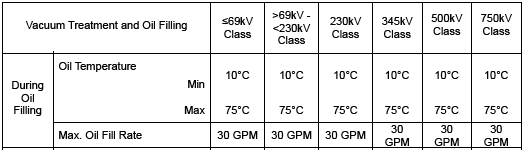 Vacuum Treatment and Oil Filling
≤69kV
Class
>69kV -
<230kV
Class
230kV
Class
345kV
Class
500kV
Class
750kV
Class
During
Oil
Filling
Oil Temperature
Min
10°C 10°C 10°C 10°C 10°C 10°C
Max
75°C 75°C 75°C 75°C 75°C 75°C
Max. Oil Fill Rate
30 GPM 30 GPM 30 GPM
30
GPM
30
GPM
30
GPM